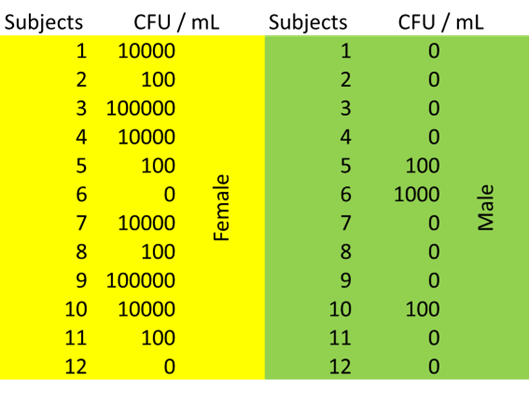 Subjects CFU / mL Subjects CFU / mL
1 10000 1 0
2 100 2 0
3 100000 3 0
4 10000 4 0
5 100 5 100
6 0 6 1000
7 10000 7 0
8 100 8 0
9 100000 9 0
10 10000 10 100
11 100 11 0
12 0 12 0
Female
Male